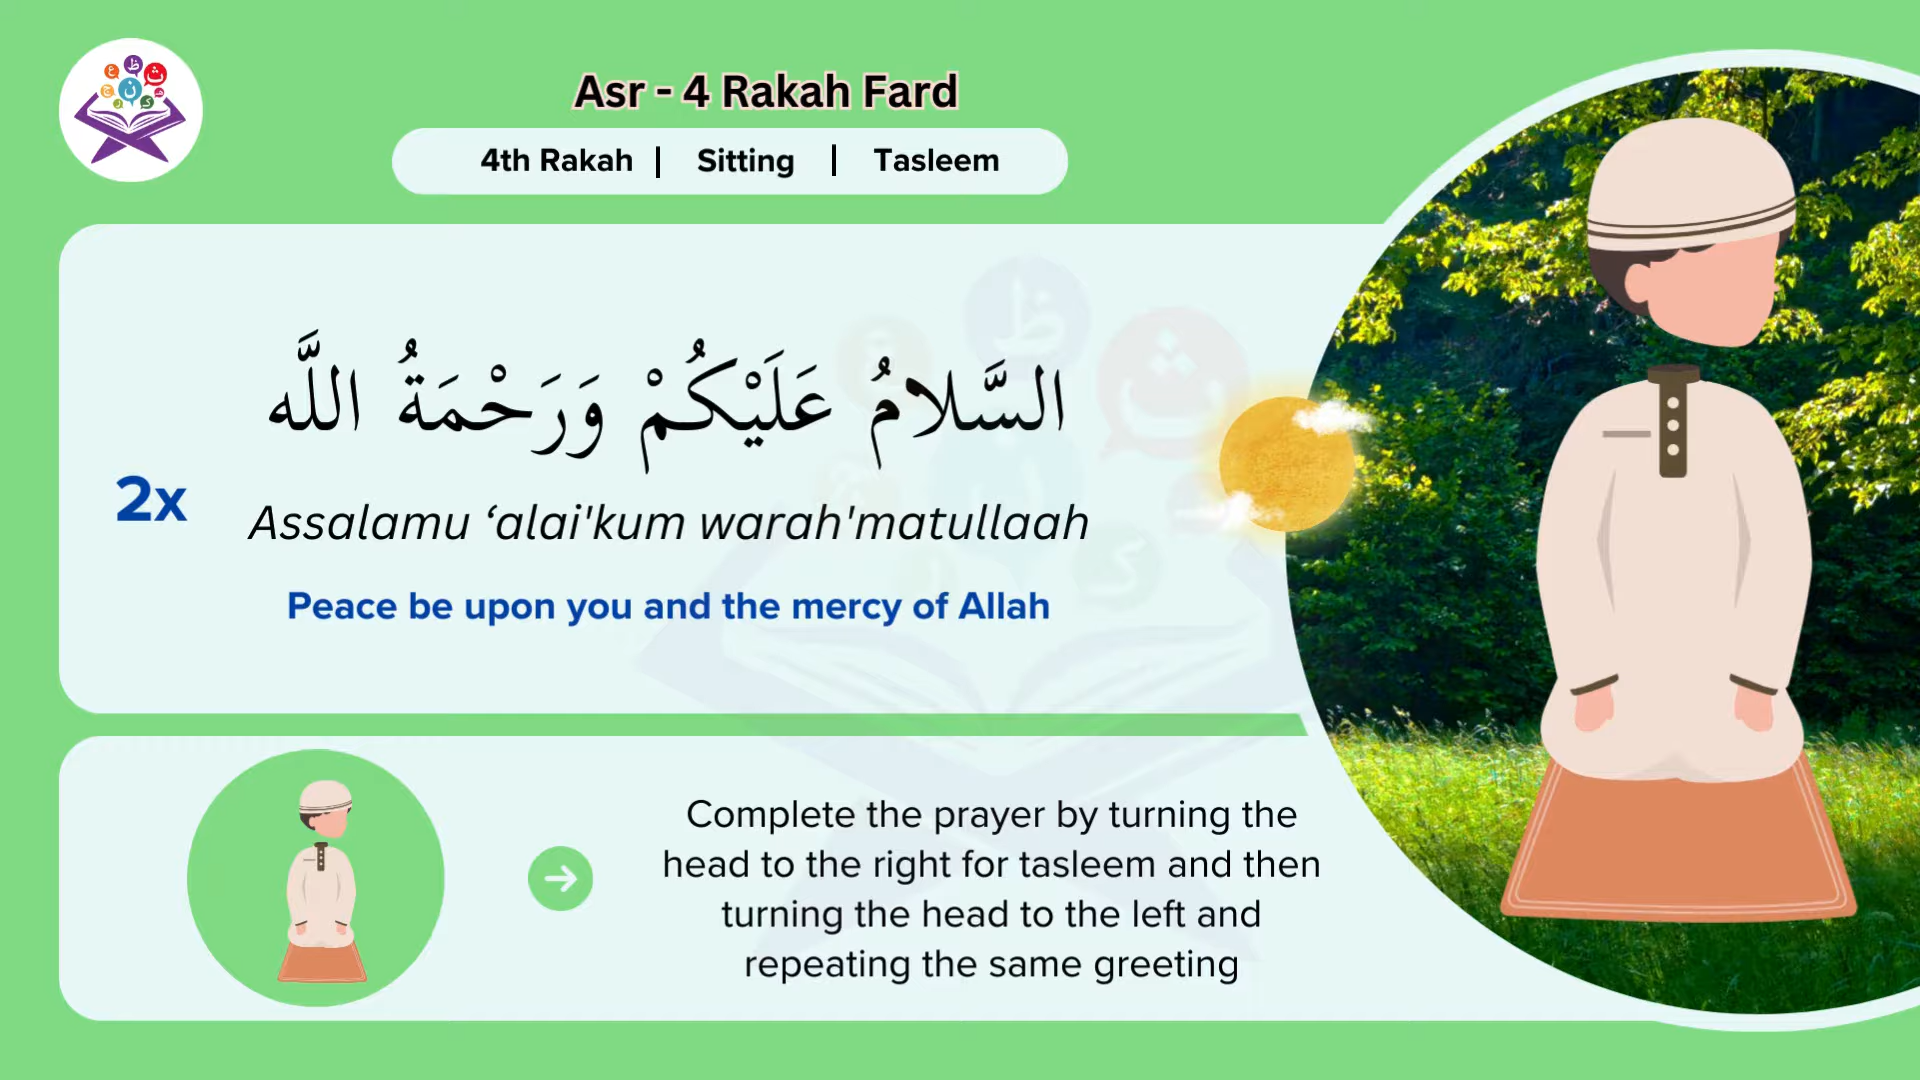 Asr - 4 Rakah Fard
4th Rakah | Sitting | Tasleem
السَّلامُ عَلَيْكُمْ وَرَحْمَةُ اللَّه
2x
Assalamu ‘alai'kum warah'matullaah
Peace be upon you and the mercy of Allah
Complete the prayer by turning the
head to the right for tasleem and then
turning the head to the left and
repeating the same greeting